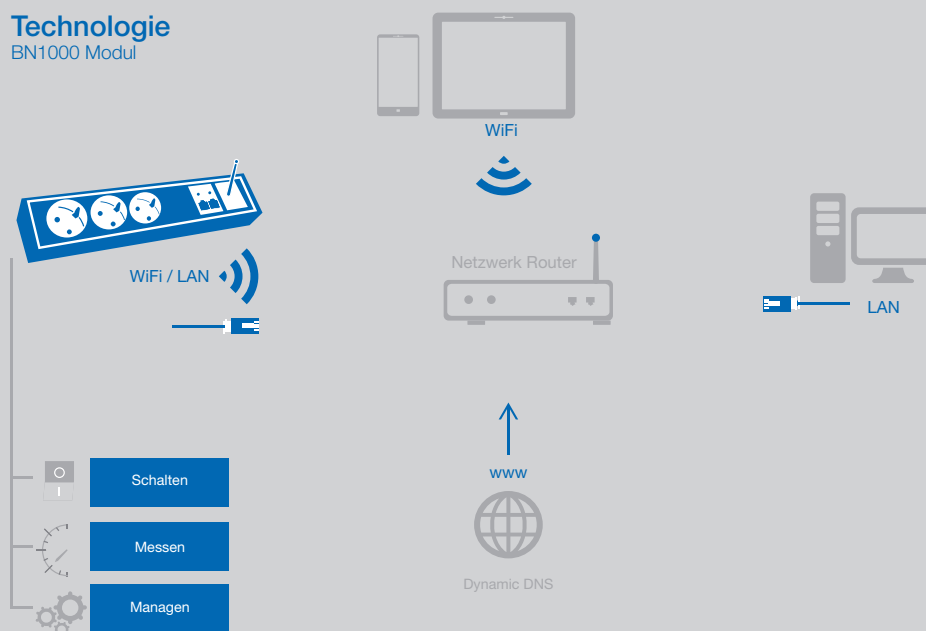 Technologie
BN1000 Modul
WiFi
WiFi / LAN
Netzwerk Router
LAN
www
Dynamic DNS
Schalten
Messen
Managen